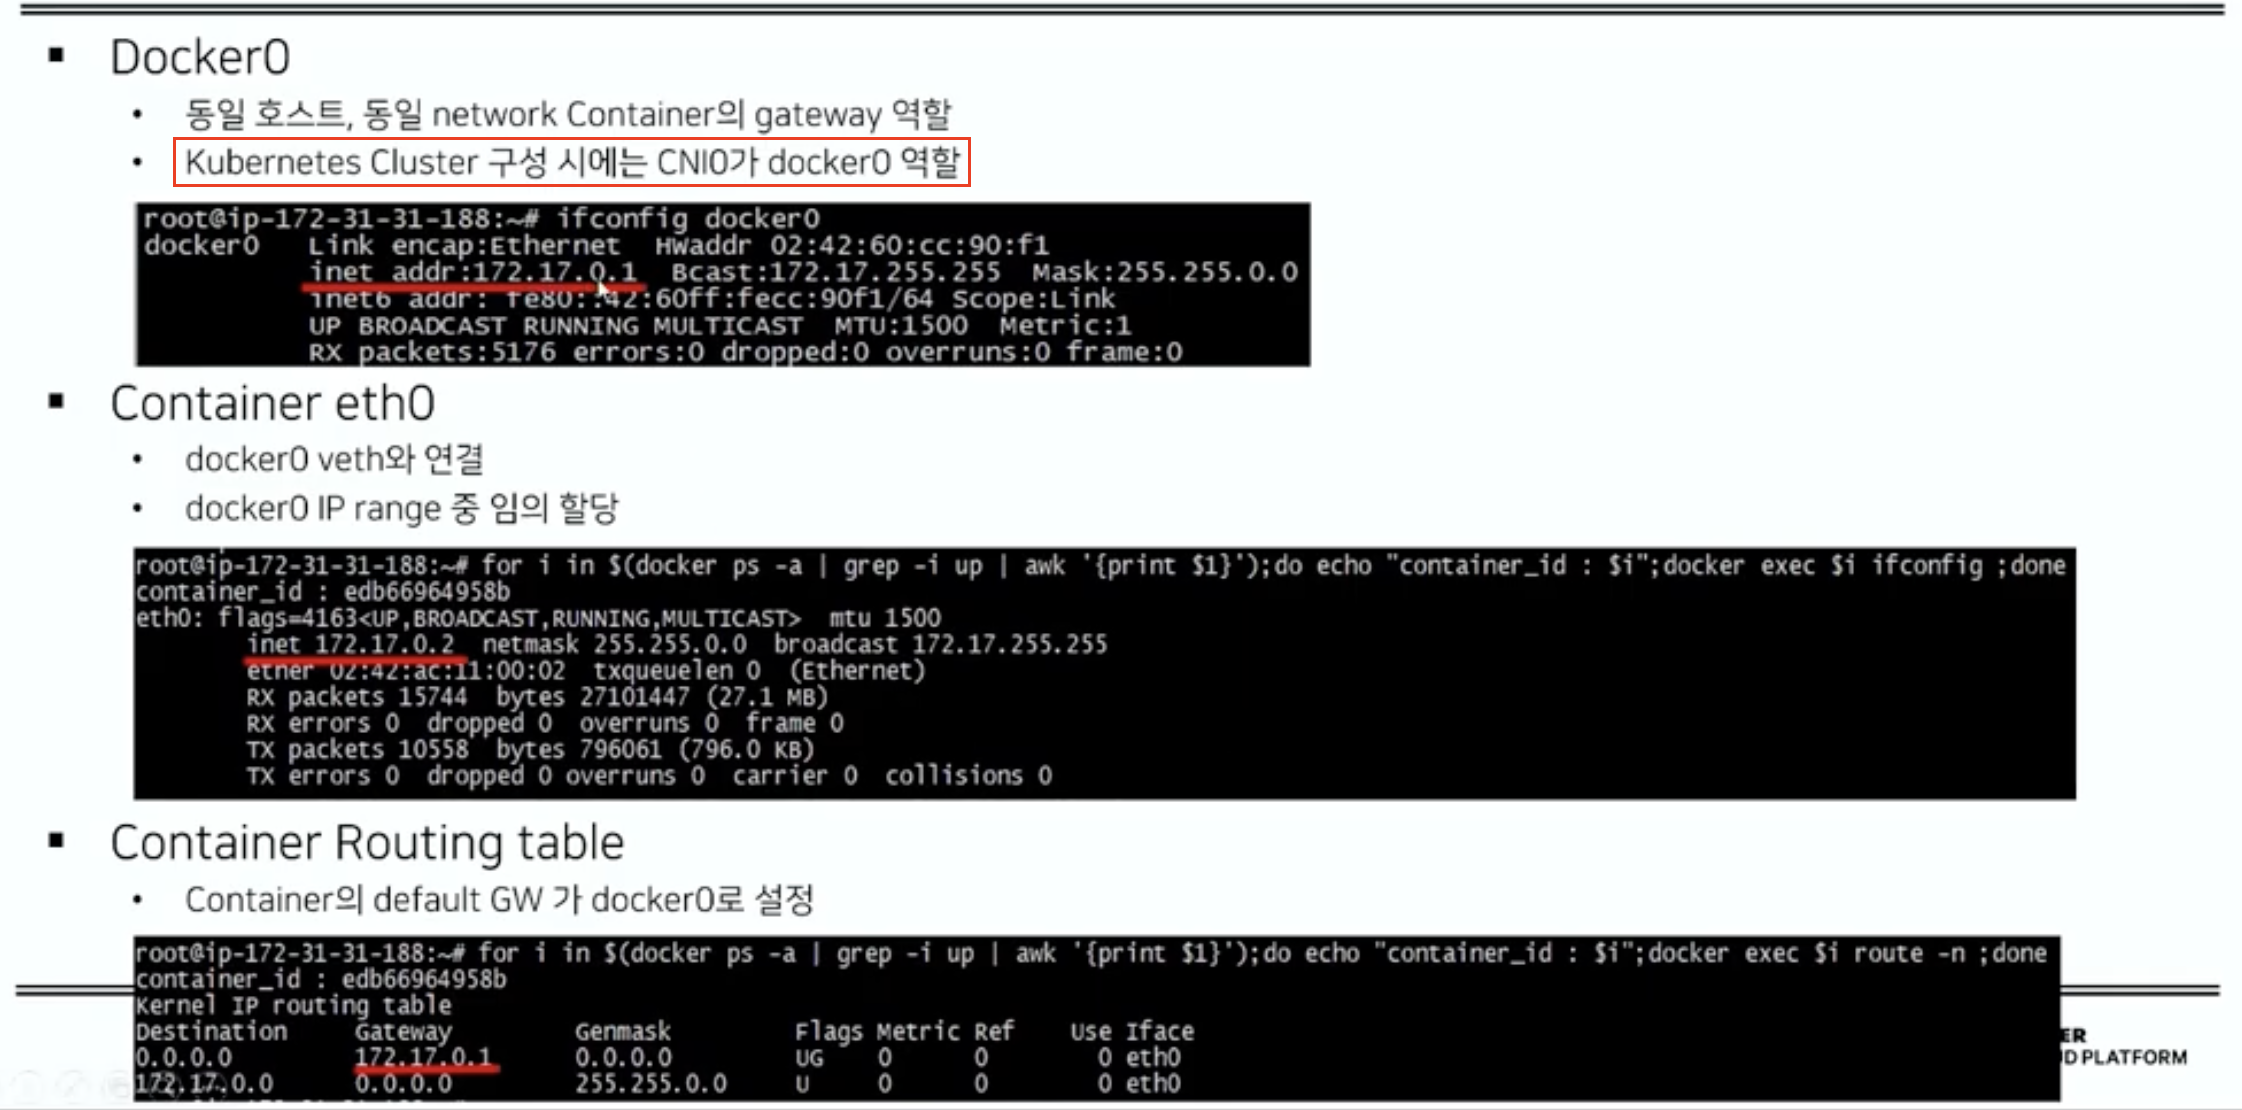 Docker0
동일 호스트, 동일 network Container의 gateway 역할
Kubernetes Cluster 구성 시에는 CNI0가 docker0 역할
root@ip-172-31-31-188:~# ifconfig docker0
docker0 Link encap:Ethernet HWaddr 02:42:60:cc:90:f1
inet addr:172.17.0.1 Bcast:172.17.255.255 Mask:255.255.0.0
inet6 addr: fe80::42:60ff:fecc:90f1/64 Scope:Link
UP BROADCAST RUNNING MULTICAST MTU:1500 Metric:1
RX packets:5176 errors:0 dropped:0 overruns:0 frame:0
Container eth0
docker0 veth와 연결
docker0 IP range 중 임의 할당
root@ip-172-31-31-188:~# for i in $(docker ps -a | grep -i up | awk '{print $1}');do echo "container_id : $i";docker exec $i ifconfig ;done
container_id : edb66964958b
eth0: flags=4163<UP,BROADCAST,RUNNING,MULTICAST> mtu 1500
inet 172.17.0.2 netmask 255.255.0.0 broadcast 172.17.255.255
ether 02:42:ac:11:00:02 txqueuelen 0 (Ethernet)
RX packets 15744 bytes 27101447 (27.1 MB)
RX errors 0 dropped 0 overruns 0 frame 0
TX packets 10558 bytes 796061 (796.0 KB)
TX errors 0 dropped 0 overruns 0 carrier 0 collisions 0
Container Routing table
Container의 default GW 가 docker0로 설정
root@ip-172-31-31-188:~# for i in $(docker ps -a | grep -i up | awk '{print $1}');do echo "container_id : $i";docker exec $i route -n ;done
container_id : edb66964958b
Kernel IP routing table
Destination Gateway Genmask Flags Metric Ref Use Iface
0.0.0.0 172.17.0.1 0.0.0.0 UG 0 0 0 eth0
172.17.0.0 0.0.0.0 255.255.0.0 U 0 0 0 eth0
ER
D PLATFORM